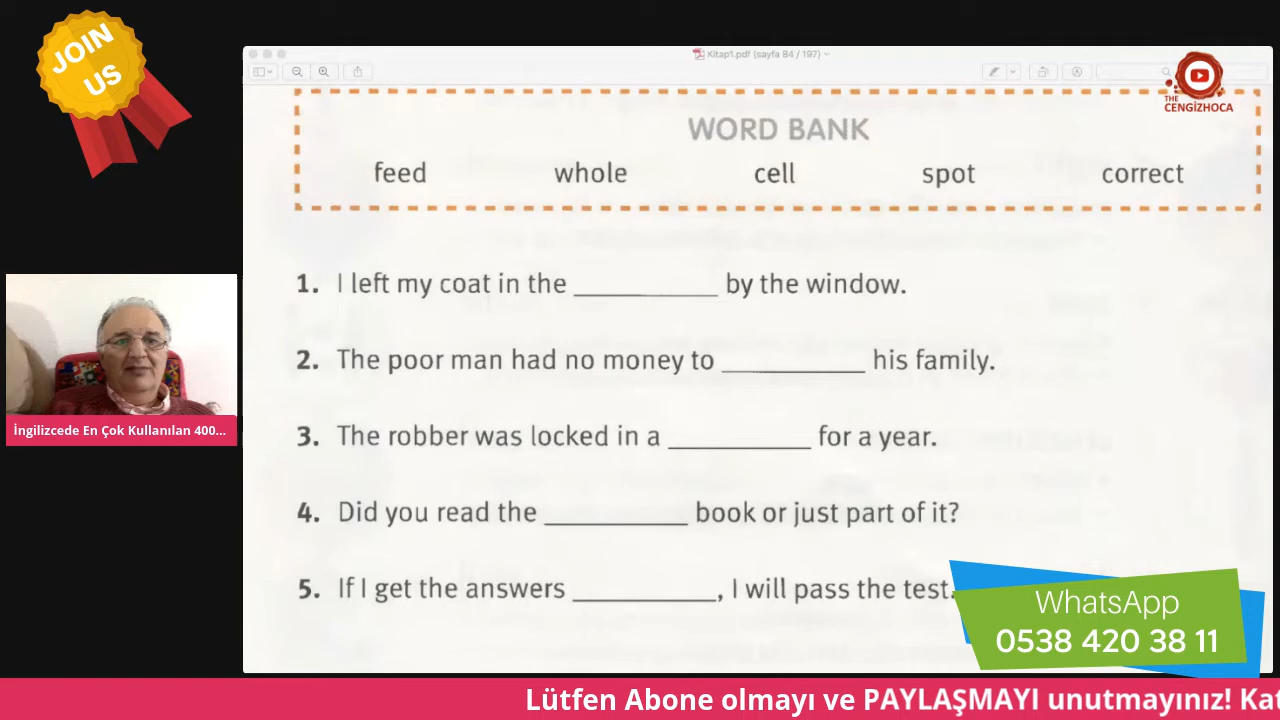 JOIN
US
Kitap1.pdf (sayfa 84 / 197)
THE
CENGİZHOCA
WORD BANK
feed whole cell spot correct
1. I left my coat in the __________ by the window.
2. The poor man had no money to __________ his family.
3. The robber was locked in a __________ for a year.
4. Did you read the __________ book or just part of it?
5. If I get the answers __________, I will pass the test.
İngilizcede En Çok Kullanılan 400...
WhatsApp
0538 420 38 11
Lütfen Abone olmayı ve PAYLAŞMAYI unutmayınız!